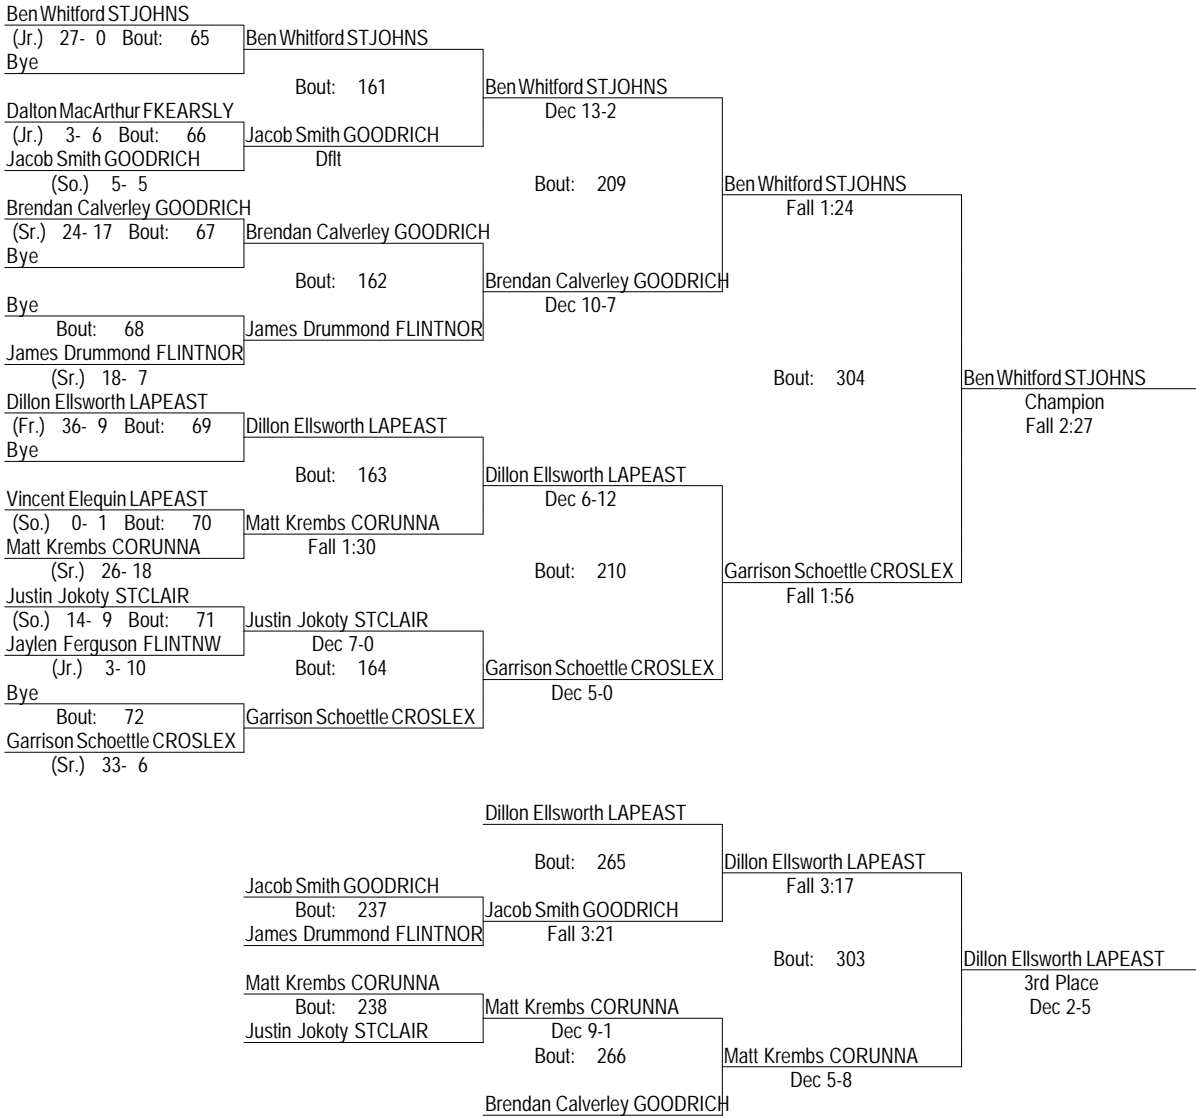 Ben Whitford STJOHNS
(Jr.) 27- 0 Bout: 65 Ben Whitford STJOHNS
Bye
Bout: 161 Ben Whitford STJOHNS
Dalton MacArthur FKEARSLY Dec 13-2
(Jr.) 3- 6 Bout: 66 Jacob Smith GOODRICH
Jacob Smith GOODRICH Dflt
(So.) 5- 5 Bout: 209 Ben Whitford STJOHNS
Brendan Calverley GOODRICH Fall 1:24
(Sr.) 24- 17 Bout: 67 Brendan Calverley GOODRICH
Bye
Bout: 162 Brendan Calverley GOODRICH
Bye Dec 10-7
Bout: 68 James Drummond FLINTNOR
James Drummond FLINTNOR
(Sr.) 18- 7 Bout: 304 Ben Whitford STJOHNS
Dillon Ellsworth LAPEAST Champion
(Fr.) 36- 9 Bout: 69 Dillon Ellsworth LAPEAST Fall 2:27
Bye
Bout: 163 Dillon Ellsworth LAPEAST
Vincent Elequin LAPEAST Dec 6-12
(So.) 0- 1 Bout: 70 Matt Krembs CORUNNA
Matt Krembs CORUNNA Fall 1:30
(Sr.) 26- 18 Bout: 210 Garrison Schoettle CROSLEX
Justin Jokoty STCLAIR Fall 1:56
(So.) 14- 9 Bout: 71 Justin Jokoty STCLAIR
Jaylen Ferguson FLINTNW Dec 7-0
(Jr.) 3- 10 Bout: 164 Garrison Schoettle CROSLEX
Bye Dec 5-0
Bout: 72 Garrison Schoettle CROSLEX
Garrison Schoettle CROSLEX
(Sr.) 33- 6
Dillon Ellsworth LAPEAST
Bout: 265 Dillon Ellsworth LAPEAST
Jacob Smith GOODRICH Fall 3:17
Bout: 237 Jacob Smith GOODRICH
James Drummond FLINTNOR Fall 3:21
Bout: 303 Dillon Ellsworth LAPEAST
Matt Krembs CORUNNA 3rd Place
Bout: 238 Matt Krembs CORUNNA Dec 2-5
Justin Jokoty STCLAIR Dec 9-1
Bout: 266 Matt Krembs CORUNNA
Dec 5-8
Brendan Calverley GOODRICH